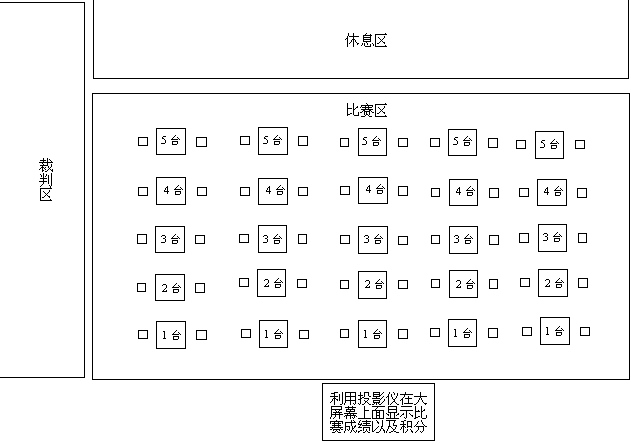 休息区
比赛区
裁判区
5台 5台 5台 5台 5台
4台 4台 4台 4台 4台
3台 3台 3台 3台 3台
2台 2台 2台 2台 2台
1台 1台 1台 1台 1台
利用投影仪在大
屏幕上面显示比
赛成绩以及积分